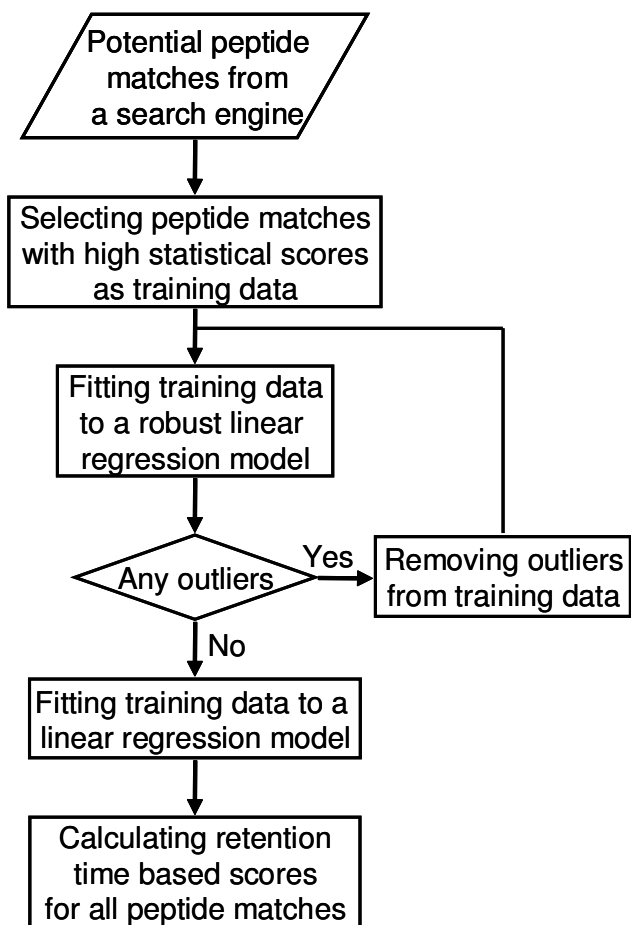 Potential peptide
matches from
a search engine
Selecting peptide matches
with high statistical scores
as training data
Fitting training data
to a robust linear
regression model
Any outliers
Yes
Removing outliers
from training data
No
Fitting training data to a
linear regression model
Calculating retention
time based scores
for all peptide matches